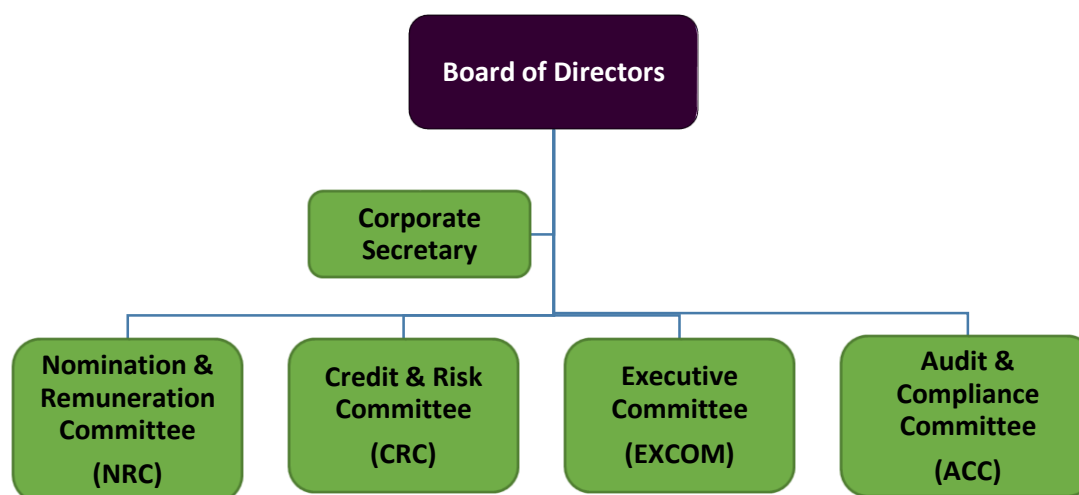 Board of Directors
Corporate
Secretary
Nomination &
Remuneration
Committee
(NRC)
Credit & Risk
Committee
(CRC)
Executive
Committee
(EXCOM)
Audit &
Compliance
Committee
(ACC)